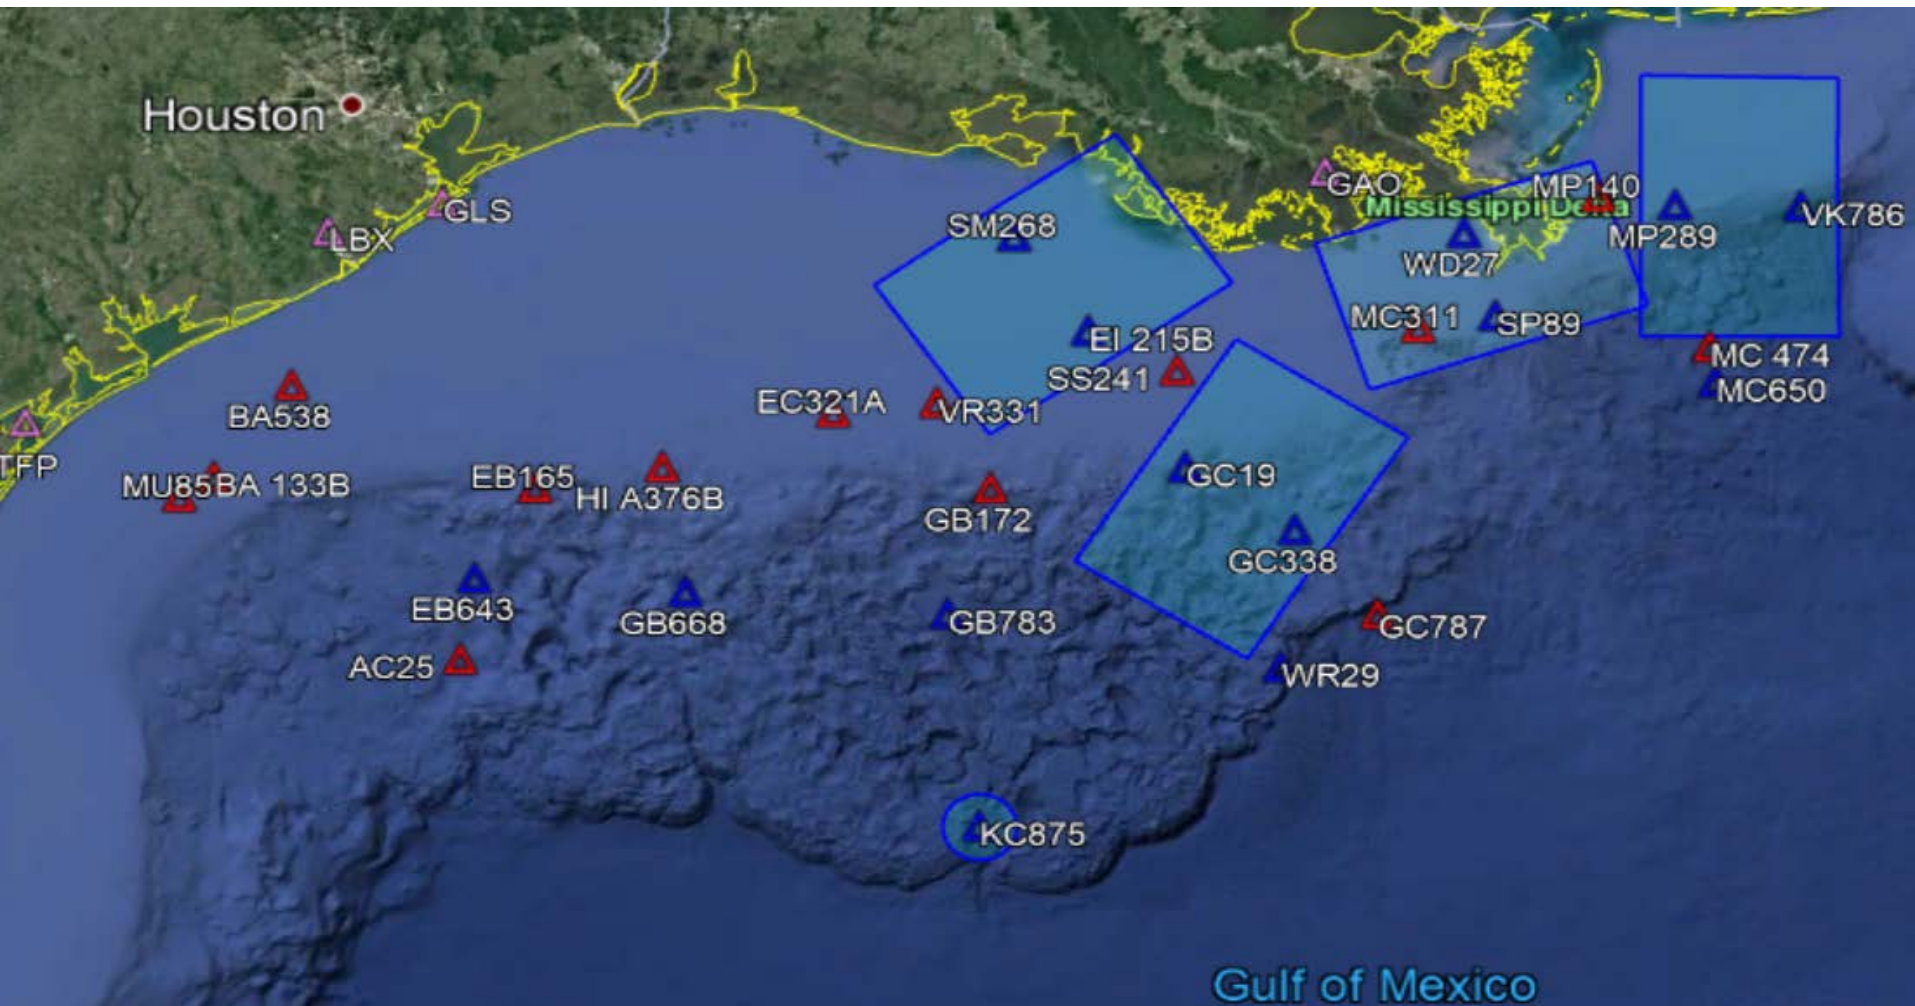 Houston
GAO
MP140
Mississippi Delta
GLS
LBX
SM268
MP289
VK786
WD27
MC311
SP89
EI 215B
SS241
MC 474
MC650
EC321A
VR331
BA538
TFP
MU85
BA 133B
EB165
HI A376B
GC19
GB172
GC338
EB643
GB668
GB783
GC787
AC25
WR29
KC875
Gulf of Mexico